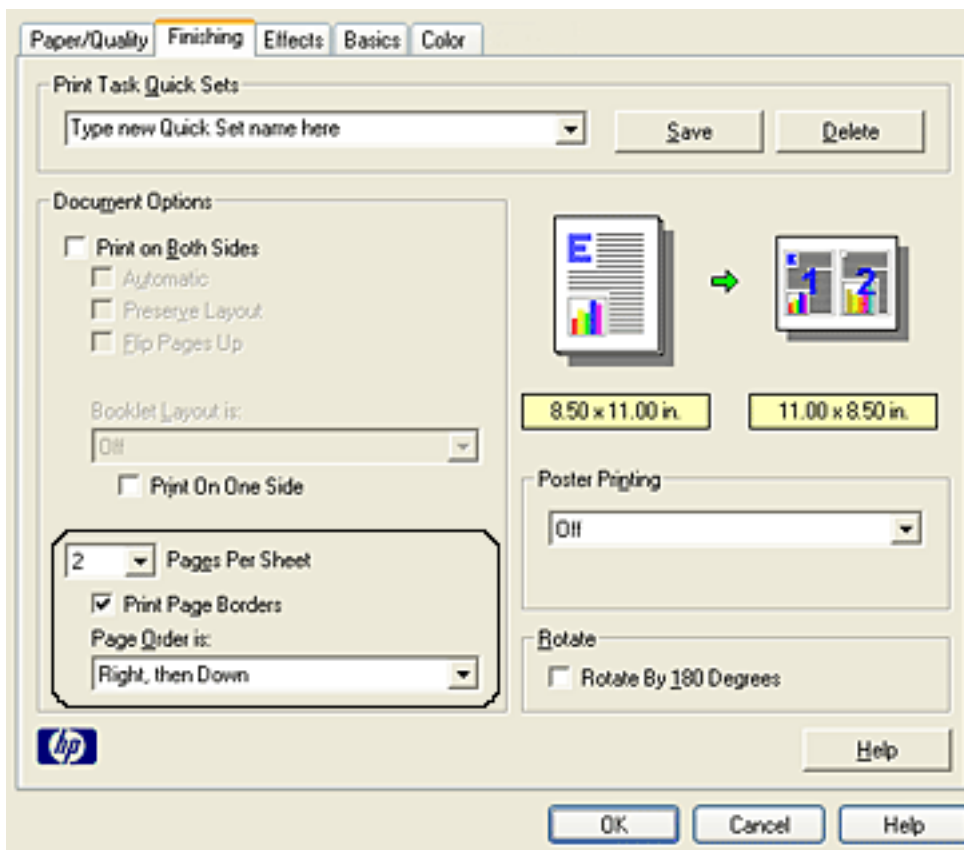 Paper/Quality Finishing Effects Basics Color
Print Task Quick Sets
Type new Quick Set name here Save Delete
Document Options
Print on Both Sides
Automatic
Preserve Layout
Flip Pages Up
E 1 2
Booklet Layout is:
8.50 x 11.00 in. 11.00 x 8.50 in.
Off
Print On One Side
Poster Printing
Off
2 Pages Per Sheet
Print Page Borders
Page Order is:
Right, then Down
Rotate
Rotate By 180 Degrees
hp
Help
OK Cancel Help